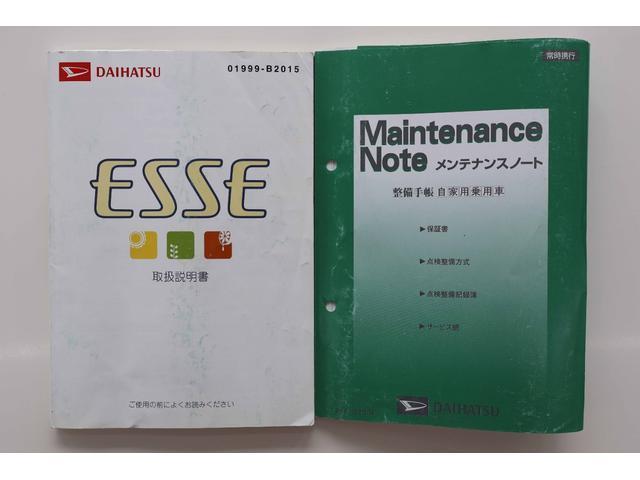 DAIHATSU
01999-B2015
ESSE
取扱説明書
ご使用の前によくお読みください
常時携行
Maintenance
Note メンテナンスノート
整備手帳 自家用乗用車
▶保証書
▶点検整備方式
▶点検整備記録簿
▶サービス網
DAIHATSU